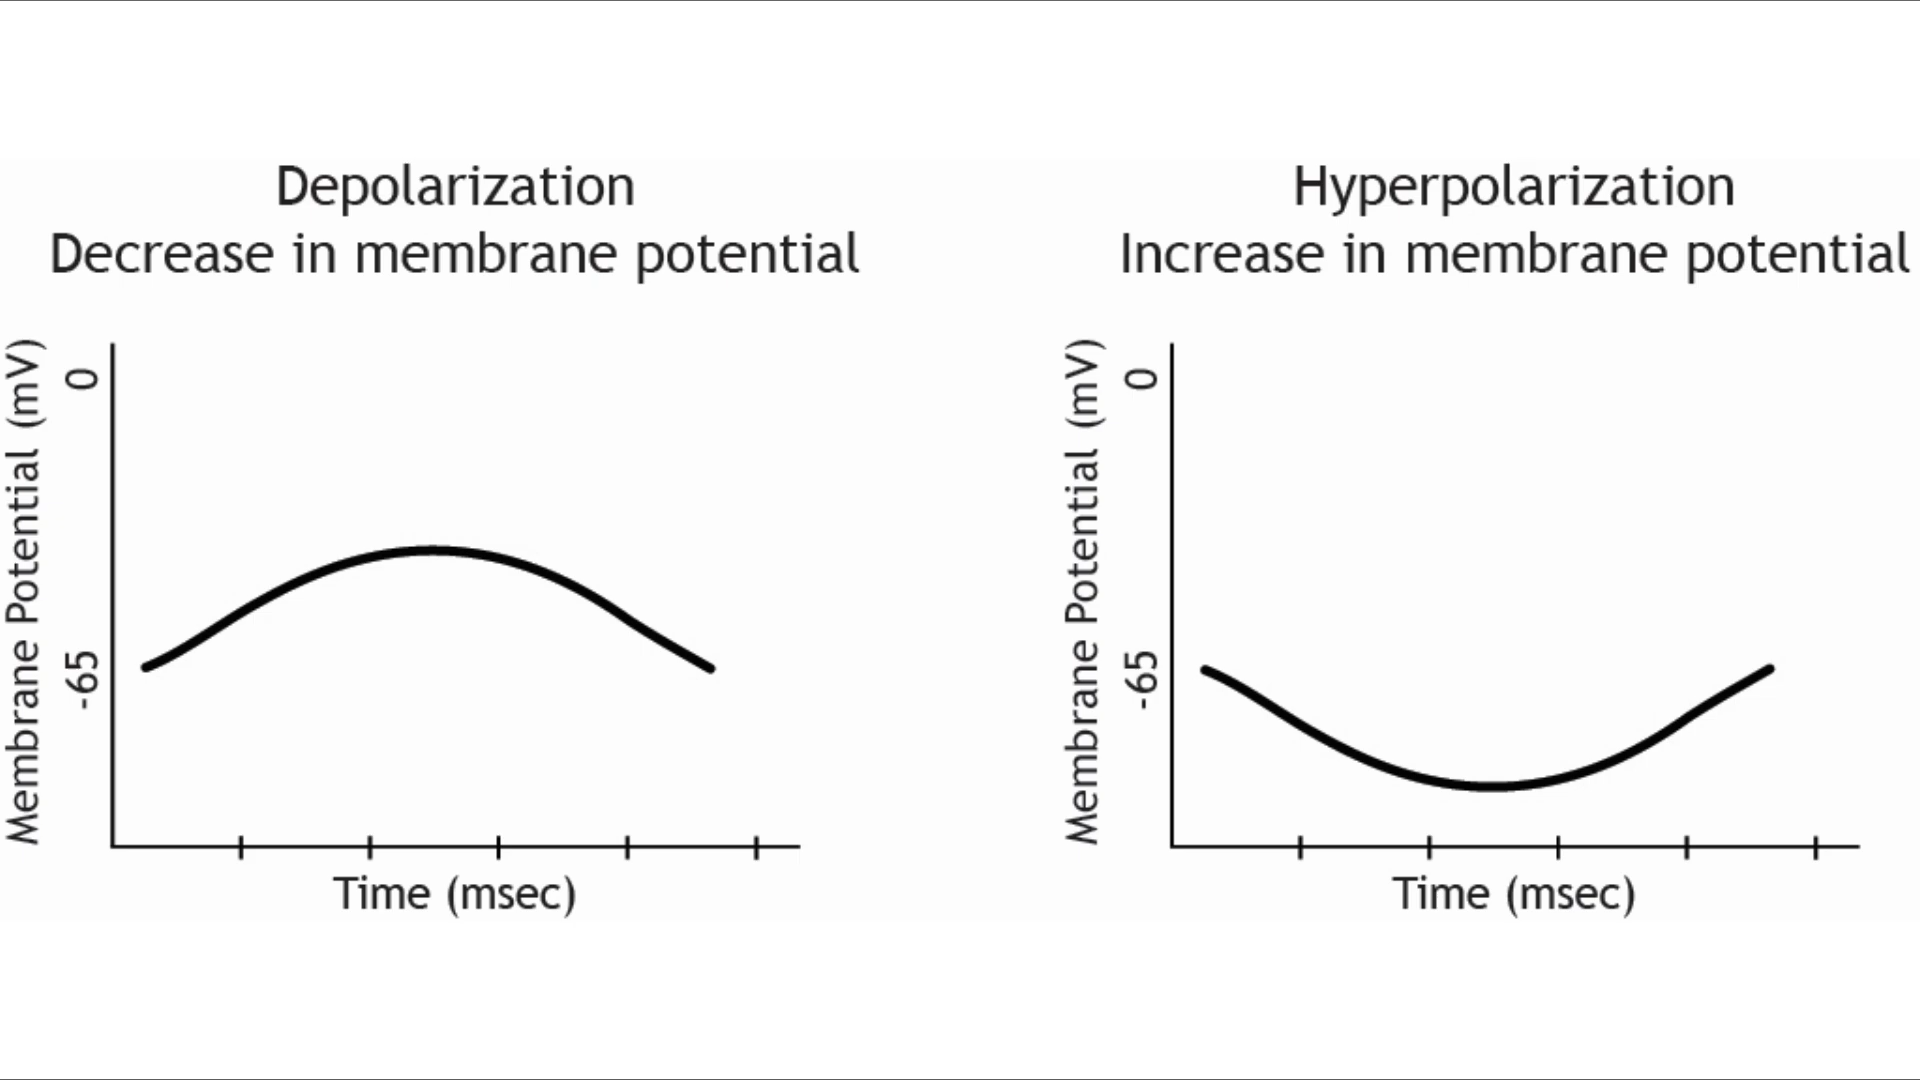 Depolarization
Decrease in membrane potential
Membrane Potential (mV)
0
-65
Time (msec)
Hyperpolarization
Increase in membrane potential
Membrane Potential (mV)
0
-65
Time (msec)